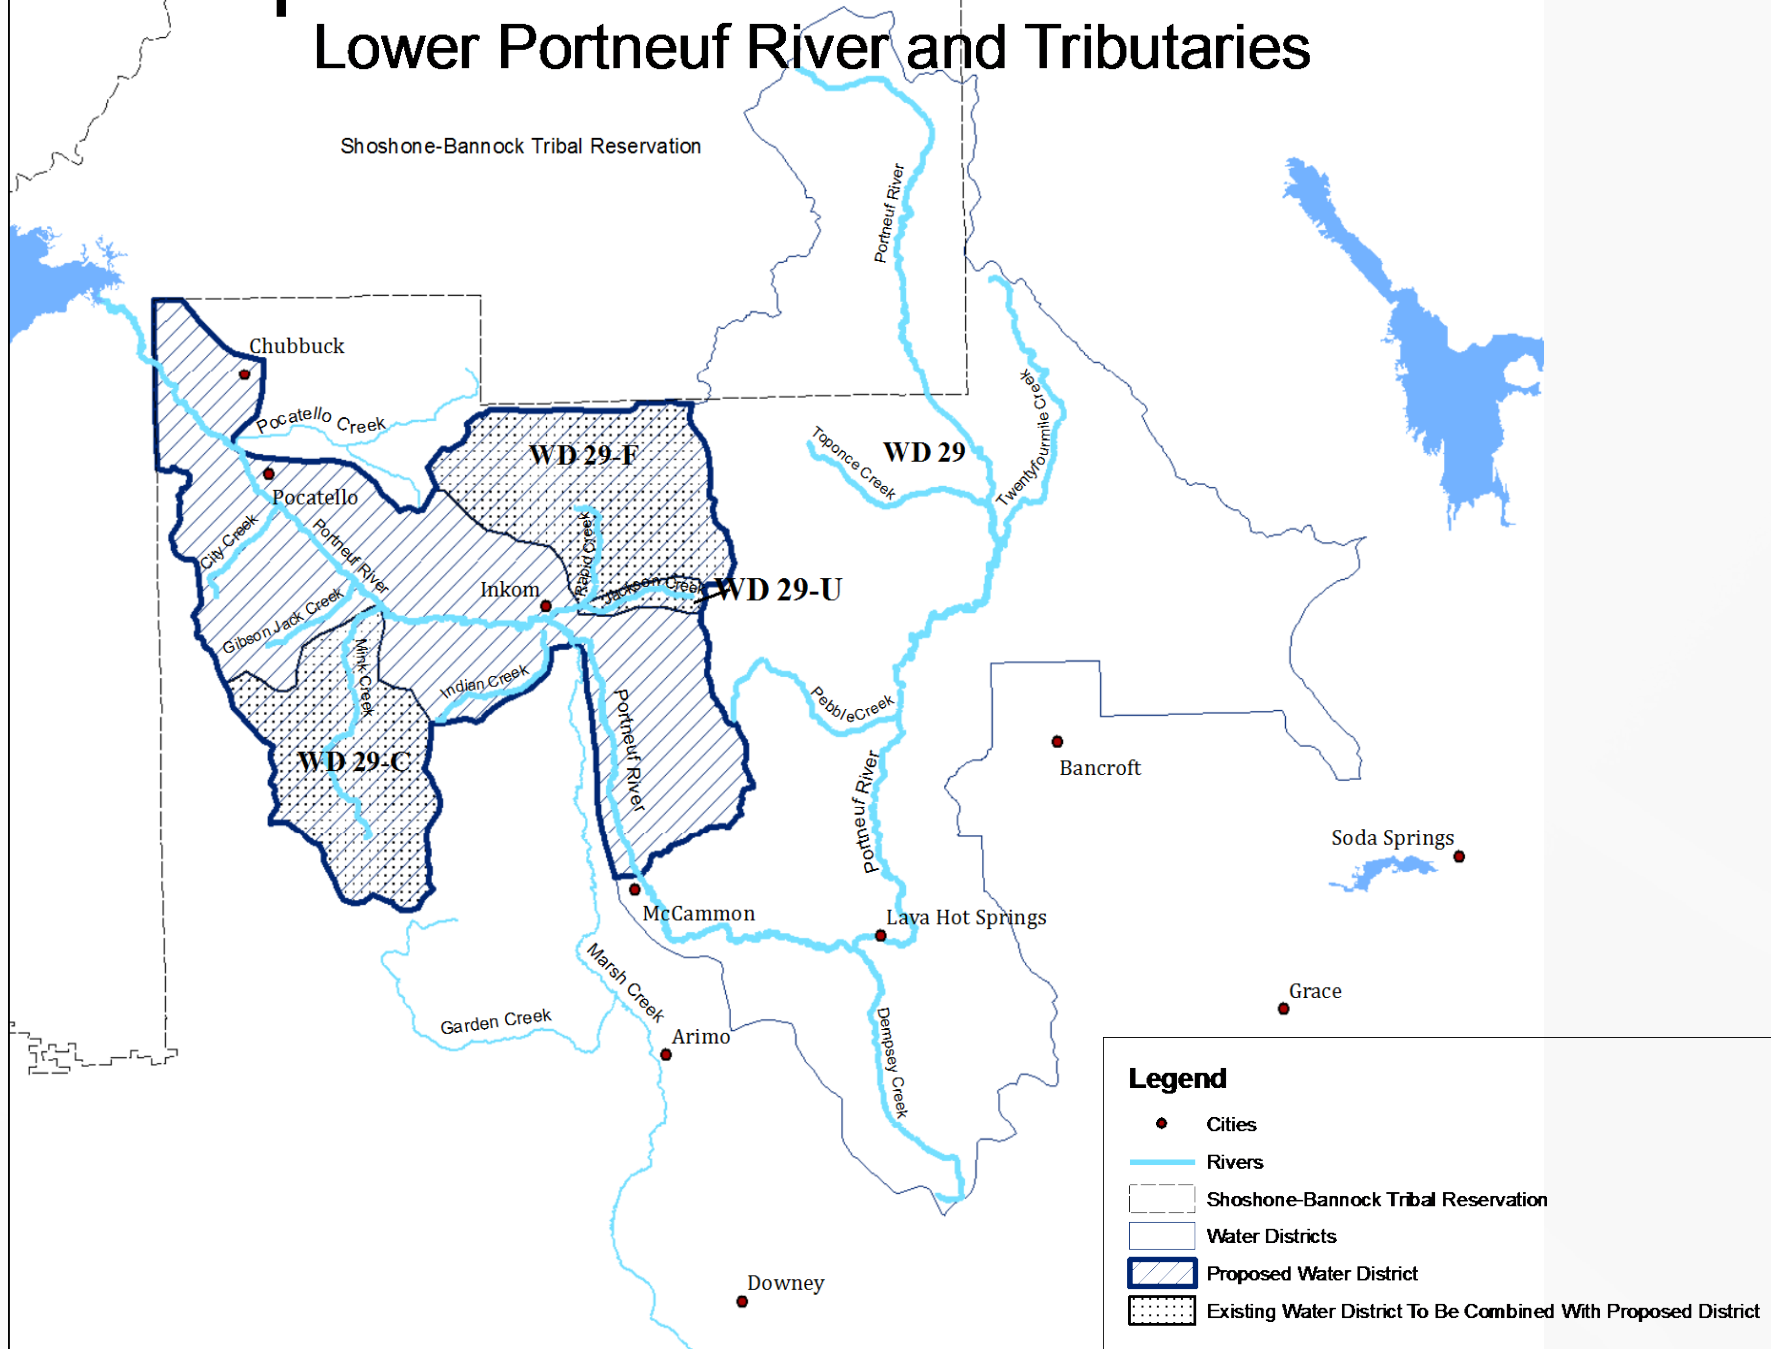 Lower Portneuf River and Tributaries
Shoshone-Bannock Tribal Reservation
Portneuf River
Chubbuck
Pocatello Creek
Twentyfourmile Creek
WD 29-F
Toponce Creek
WD 29
Pocatello
City Creek
Portneuf River
Rapid Creek
Inkom
Jackson Creek
WD 29-U
Gibson Jack Creek
Mink Creek
Indian Creek
Portneuf River
PebbleCreek
WD 29-C
Portneuf River
Bancroft
Soda Springs
McCammon
Lava Hot Springs
Marsh Creek
Garden Creek
Arimo
Dempsey Creek
Grace
Downey
Legend
Cities
Rivers
Shoshone-Bannock Tribal Reservation
Water Districts
Proposed Water District
Existing Water District To Be Combined With Proposed District